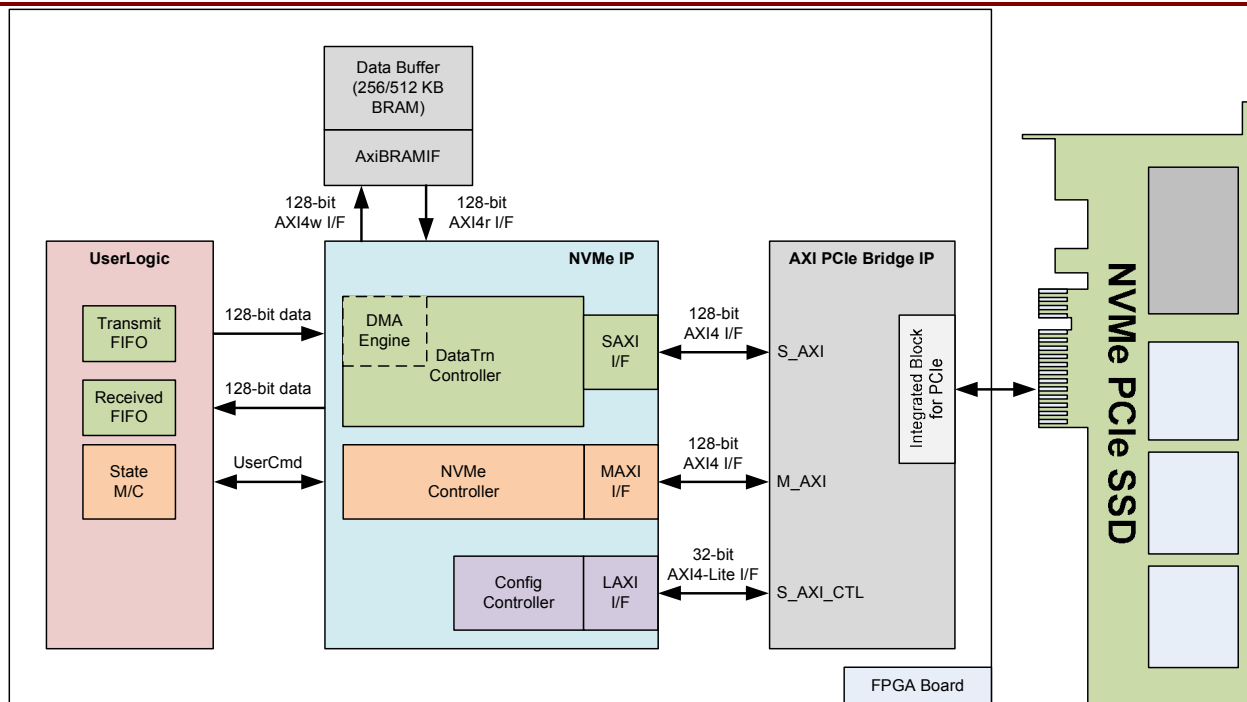 Data Buffer
(256/512 KB
BRAM)
AxiBRAMIF
128-bit
AXI4w I/F
128-bit
AXI4r I/F
UserLogic
Transmit
FIFO
Received
FIFO
State
M/C
128-bit data
128-bit data
UserCmd
NVMe IP
DMA
Engine
DataTrn
Controller
SAXI
I/F
NVMe
Controller
MAXI
I/F
Config
Controller
LAXI
I/F
128-bit
AXI4 I/F
128-bit
AXI4 I/F
32-bit
AXI4-Lite I/F
AXI PCIe Bridge IP
S_AXI
M_AXI
S_AXI_CTL
Integrated Block
for PCIe
FPGA Board
NVMe PCIe SSD